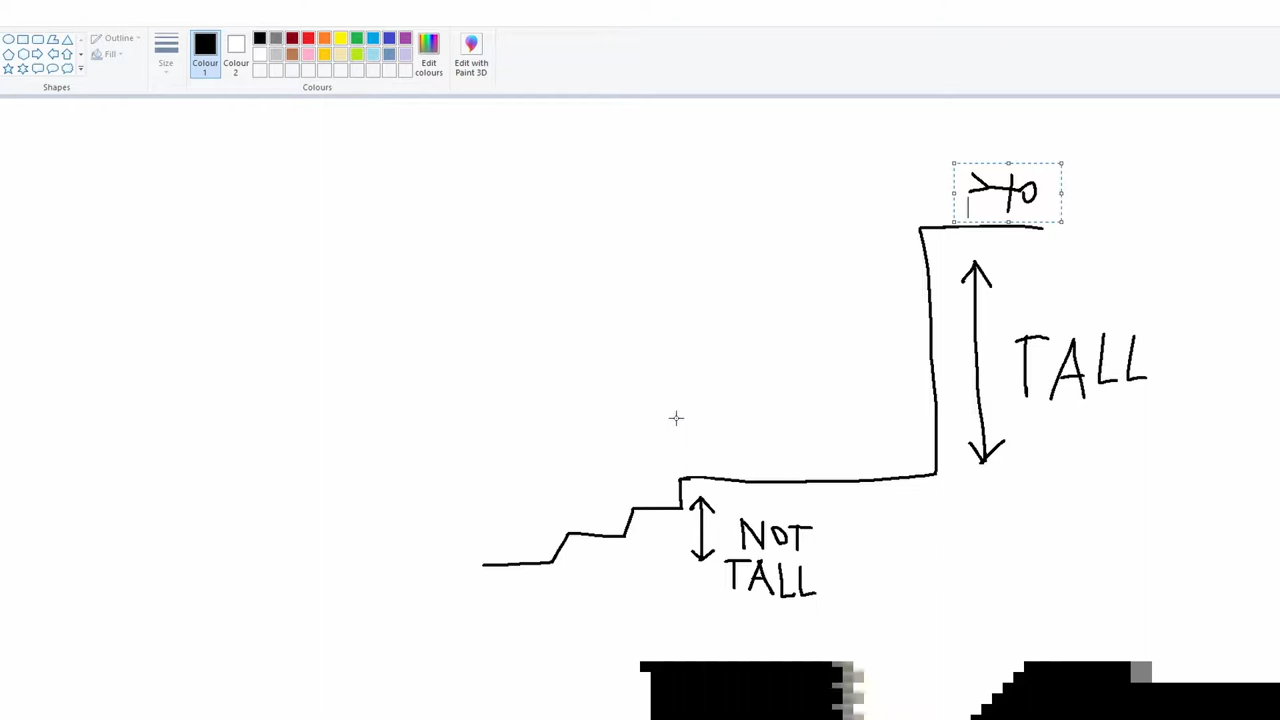 Outline
Fill
Size
Colour
1
Colour
2
Edit
colours
Edit with
Paint 3D
Shapes
Colours
TALL
NOT
TALL